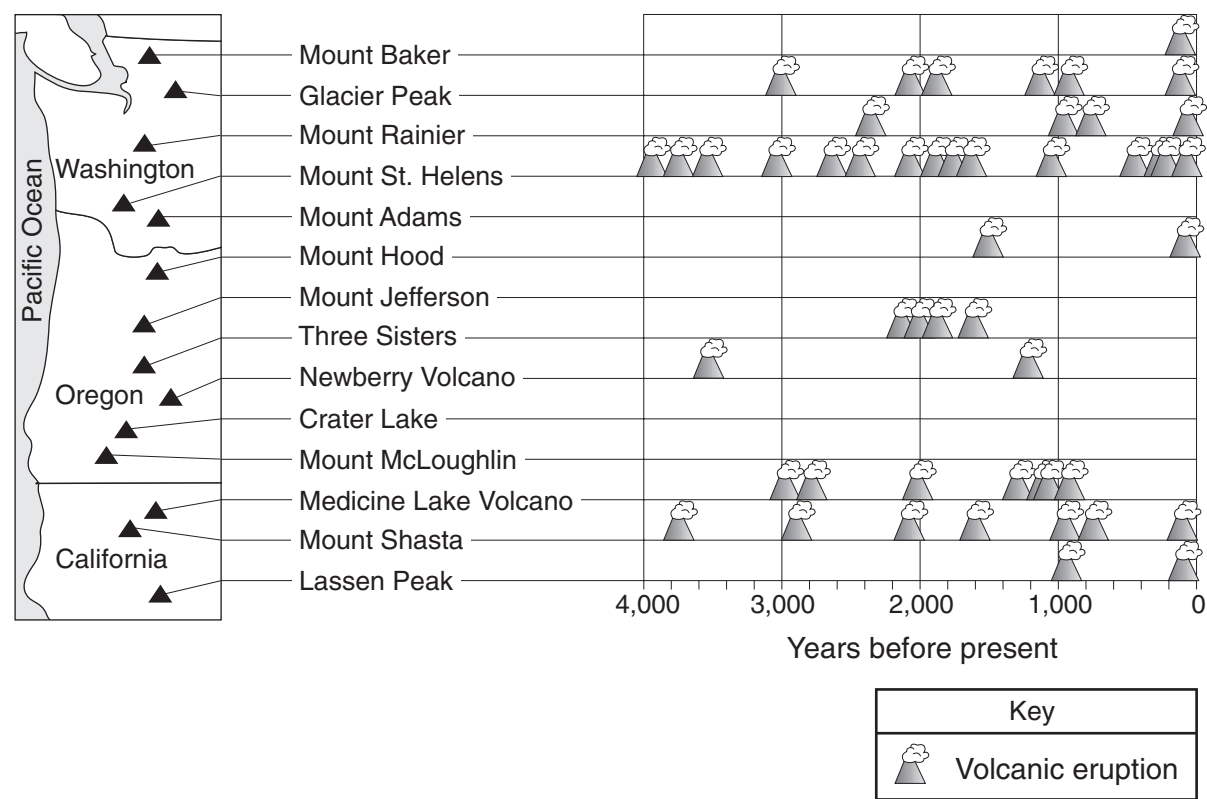 Mount Baker
Glacier Peak
Mount Rainier
Washington
Mount St. Helens
Mount Adams
Pacific Ocean
Mount Hood
Mount Jefferson
Three Sisters
Newberry Volcano
Oregon
Crater Lake
Mount McLoughlin
Medicine Lake Volcano
Mount Shasta
California
Lassen Peak
4,000 3,000 2,000 1,000 0
Years before present
Key
Volcanic eruption